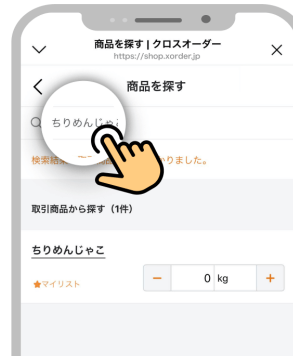 商品を探す | クロスオーダー
https://shop.xorder.jp
商品を探す
ちりめんじゃこ
検索結果
りました。
取引商品から探す（1件）
ちりめんじゃこ
★マイリスト
− 0 kg +